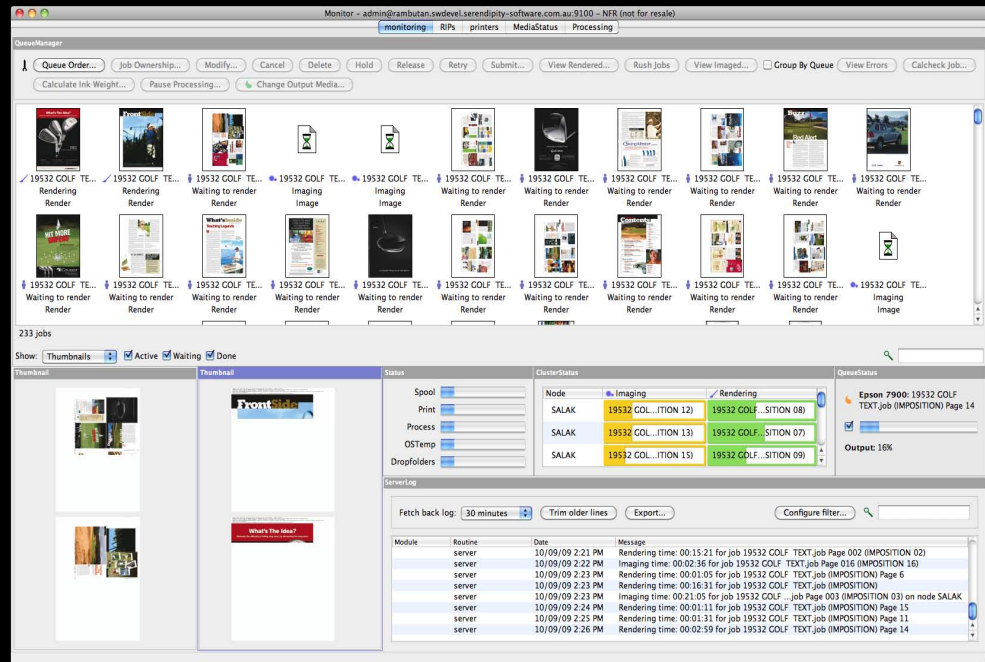 Monitor – admin@rambutan.swdevel.serendipity-software.com.au:9100 – NFR (not for resale)
monitoring RIPs printers MediaStatus Processing
QueueManager
Queue Order... Job Ownership... Modify... Cancel Delete Hold Release Retry Submit... View Rendered... Rush Jobs View Imaged... Group By Queue View Errors Calcheck Job...
Calculate Ink Weight... Pause Processing... Change Output Media...
What's The Idea? FrontSide Buzz Red Alert
19532 GOLF TE... 19532 GOLF TE... 19532 GOLF TE... 19532 GOLF TE... 19532 GOLF TE... 19532 GOLF TE... 19532 GOLF TE... 19532 GOLF TE... 19532 GOLF TE... 19532 GOLF TE... 19532 GOLF TE...
Rendering Rendering Waiting to render Imaging Imaging Waiting to render Waiting to render Waiting to render Waiting to render Waiting to render Waiting to render
Render Render Render Image Image Render Render Render Render Render Render
HIT MORE GREENS What'sInside Teaching Legends Contents
19532 GOLF TE... 19532 GOLF TE... 19532 GOLF TE... 19532 GOLF TE... 19532 GOLF TE... 19532 GOLF TE... 19532 GOLF TE... 19532 GOLF TE... 19532 GOLF TE... 19532 GOLF TE... 19532 GOLF TE...
Waiting to render Waiting to render Waiting to render Waiting to render Waiting to render Waiting to render Waiting to render Waiting to render Waiting to render Waiting to render Imaging
Render Render Render Render Render Render Render Render Render Render Image
233 jobs
Show: Thumbnails Active Waiting Done
Thumbnail
Thumbnail
FrontSide
What's The Idea?
Status
Spool
Print
Process
OSTemp
Dropfolders
ClusterStatus
Node Imaging Rendering
SALAK 19532 GOL...ITION 12) 19532 GOLF...SITION 08)
SALAK 19532 GOL...ITION 13) 19532 GOLF...SITION 07)
SALAK 19532 GOL...ITION 15) 19532 GOLF...SITION 09)
QueueStatus
Epson 7900: 19532 GOLF
TEXT.job (IMPOSITION) Page 14
Output: 16%
ServerLog
Fetch back log: 30 minutes Trim older lines Export... Configure filter...
Module Routine Date Message
server 10/09/09 2:21 PM Rendering time: 00:15:21 for job 19532 GOLF TEXT.job Page 002 (IMPOSITION 02)
server 10/09/09 2:22 PM Imaging time: 00:02:36 for job 19532 GOLF TEXT.job Page 016 (IMPOSITION 16)
server 10/09/09 2:23 PM Rendering time: 00:01:05 for job 19532 GOLF TEXT.job (IMPOSITION) Page 6
server 10/09/09 2:23 PM Rendering time: 00:16:31 for job 19532 GOLF TEXT.job (IMPOSITION)
server 10/09/09 2:23 PM Imaging time: 00:21:05 for job 19532 GOLF ...job Page 003 (IMPOSITION 03) on node SALAK
server 10/09/09 2:24 PM Rendering time: 00:01:11 for job 19532 GOLF TEXT.job (IMPOSITION) Page 15
server 10/09/09 2:25 PM Rendering time: 00:01:31 for job 19532 GOLF TEXT.job (IMPOSITION) Page 11
server 10/09/09 2:26 PM Rendering time: 00:02:59 for job 19532 GOLF TEXT.job (IMPOSITION) Page 14